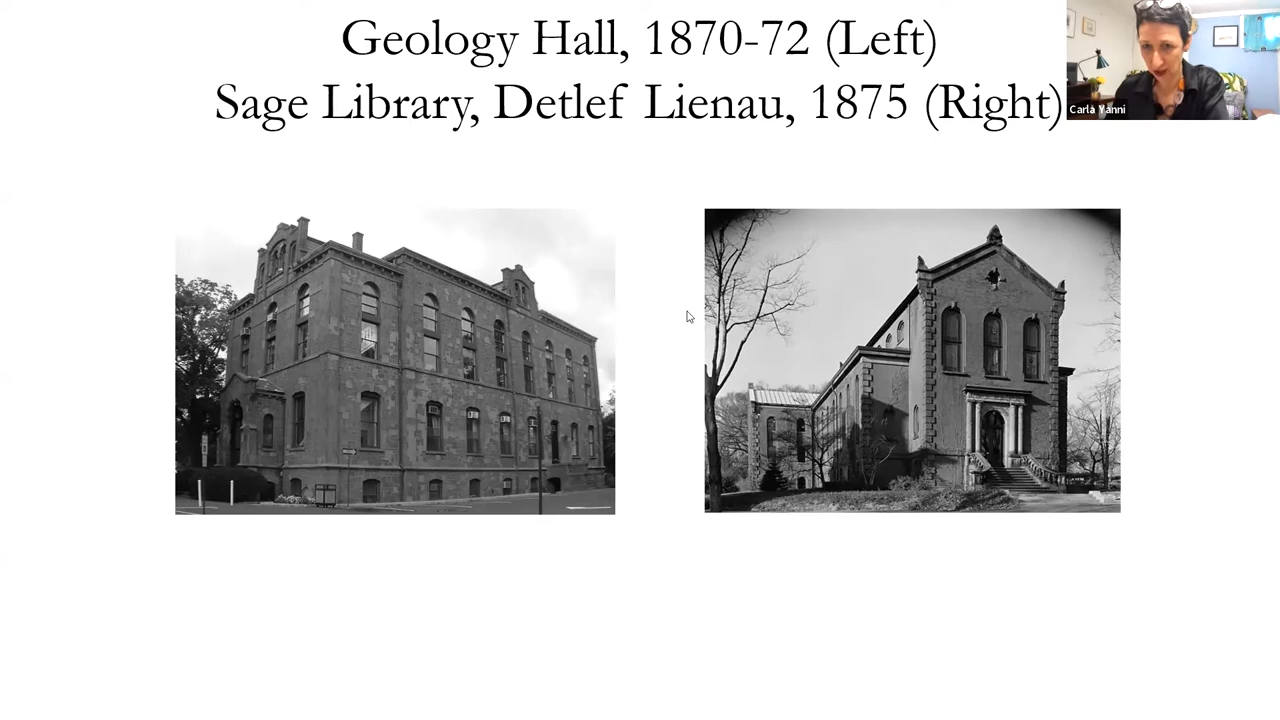 Geology Hall, 1870-72 (Left)
Sage Library, Detlef Lienau, 1875 (Right)
Carla Yanni